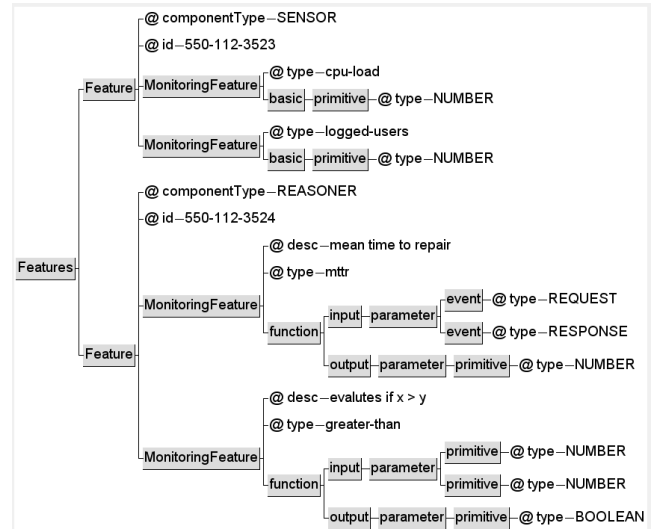 @ componentType–SENSOR
@ id–550-112-3523
Feature
MonitoringFeature
@ type–cpu-load
basic primitive @ type–NUMBER
MonitoringFeature
@ type–logged-users
basic primitive @ type–NUMBER
Features
@ componentType–REASONER
@ id–550-112-3524
Feature
@ desc–mean time to repair
@ type–mttr
MonitoringFeature
function
input parameter
event @ type–REQUEST
event @ type–RESPONSE
output parameter primitive @ type–NUMBER
@ desc–evalutes if x > y
@ type–greater-than
MonitoringFeature
function
input parameter
primitive @ type–NUMBER
primitive @ type–NUMBER
output parameter primitive @ type–BOOLEAN